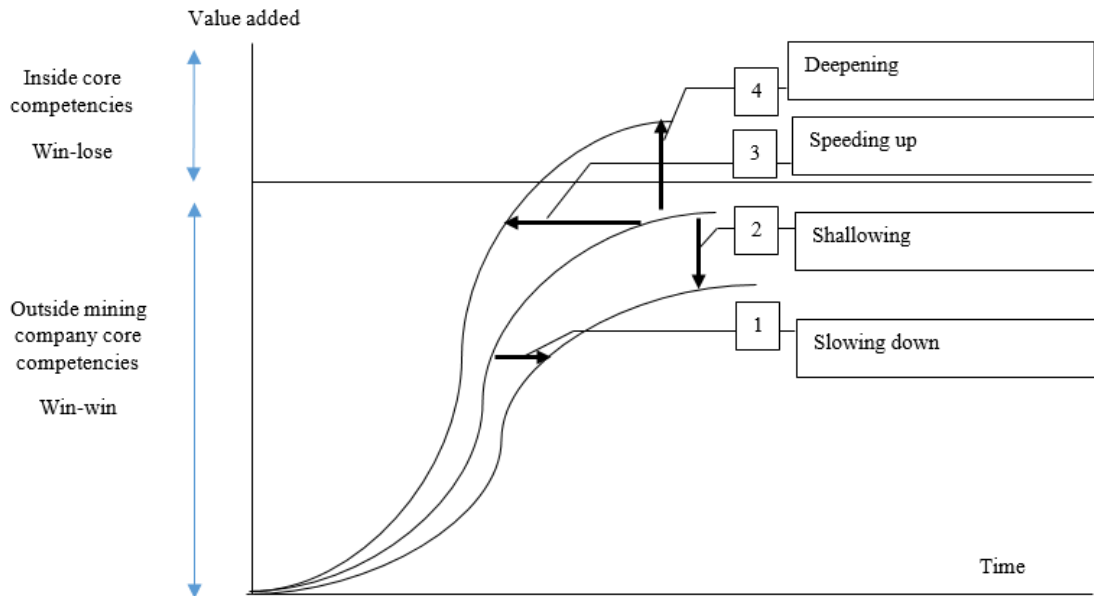 Value added
Inside core
competencies
Win-lose
4
Deepening
3
Speeding up
2
Shallowing
Outside mining
company core
competencies
Win-win
1
Slowing down
Time